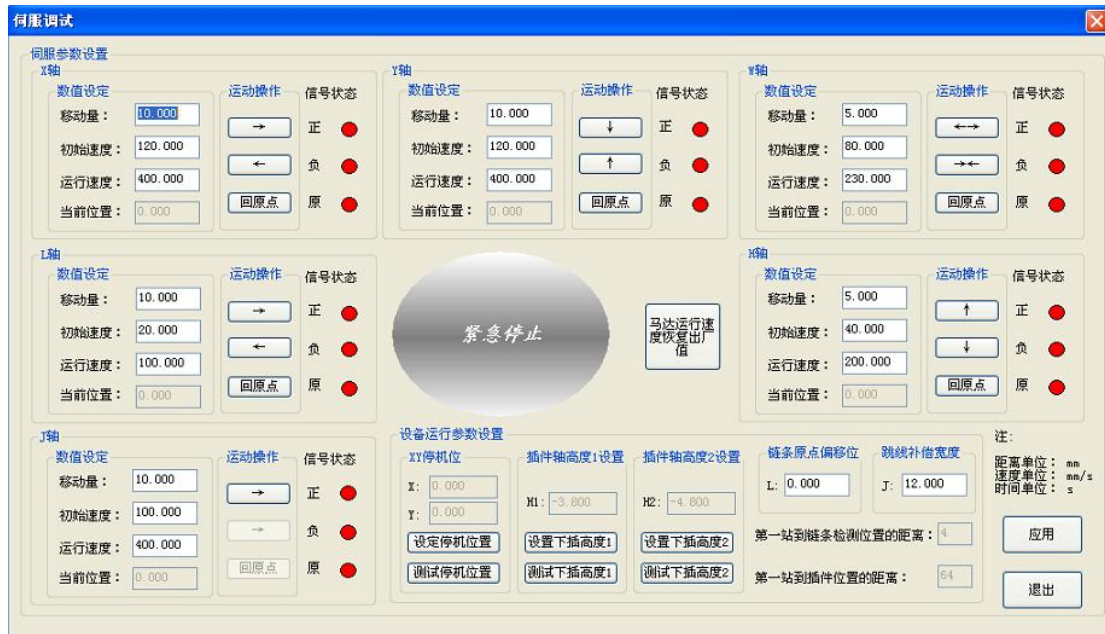 伺服调试
伺服参数设置
X轴
数值设定
移动量：
10.000
初始速度：
120.000
运行速度：
400.000
当前位置：
0.000
运动操作
→
←
回原点
信号状态
正
负
原
Y轴
数值设定
移动量：
10.000
初始速度：
120.000
运行速度：
400.000
当前位置：
0.000
运动操作
↓
↑
回原点
信号状态
正
负
原
W轴
数值设定
移动量：
5.000
初始速度：
80.000
运行速度：
230.000
当前位置：
0.000
运动操作
←→
→←
回原点
信号状态
正
负
原
L轴
数值设定
移动量：
10.000
初始速度：
20.000
运行速度：
100.000
当前位置：
0.000
运动操作
→
←
回原点
信号状态
正
负
原
紧急停止
马达运行速
度恢复出厂
值
H轴
数值设定
移动量：
5.000
初始速度：
40.000
运行速度：
200.000
当前位置：
0.000
运动操作
↑
↓
回原点
信号状态
正
负
原
J轴
数值设定
移动量：
10.000
初始速度：
100.000
运行速度：
400.000
当前位置：
0.000
运动操作
→
→
回原点
信号状态
正
负
原
设备运行参数设置
XY停机位
X: 0.000
Y: 0.000
设定停机位置
测试停机位置
插件轴高度1设置
H1: -3.800
设置下插高度1
测试下插高度1
插件轴高度2设置
H2: -4.800
设置下插高度2
测试下插高度2
链条原点偏移位
L: 0.000
跳线补偿宽度
J: 12.000
第一站到链条检测位置的距离：4
第一站到插件位置的距离：64
注:
距离单位: mm
速度单位: mm/s
时间单位: s
应用
退出